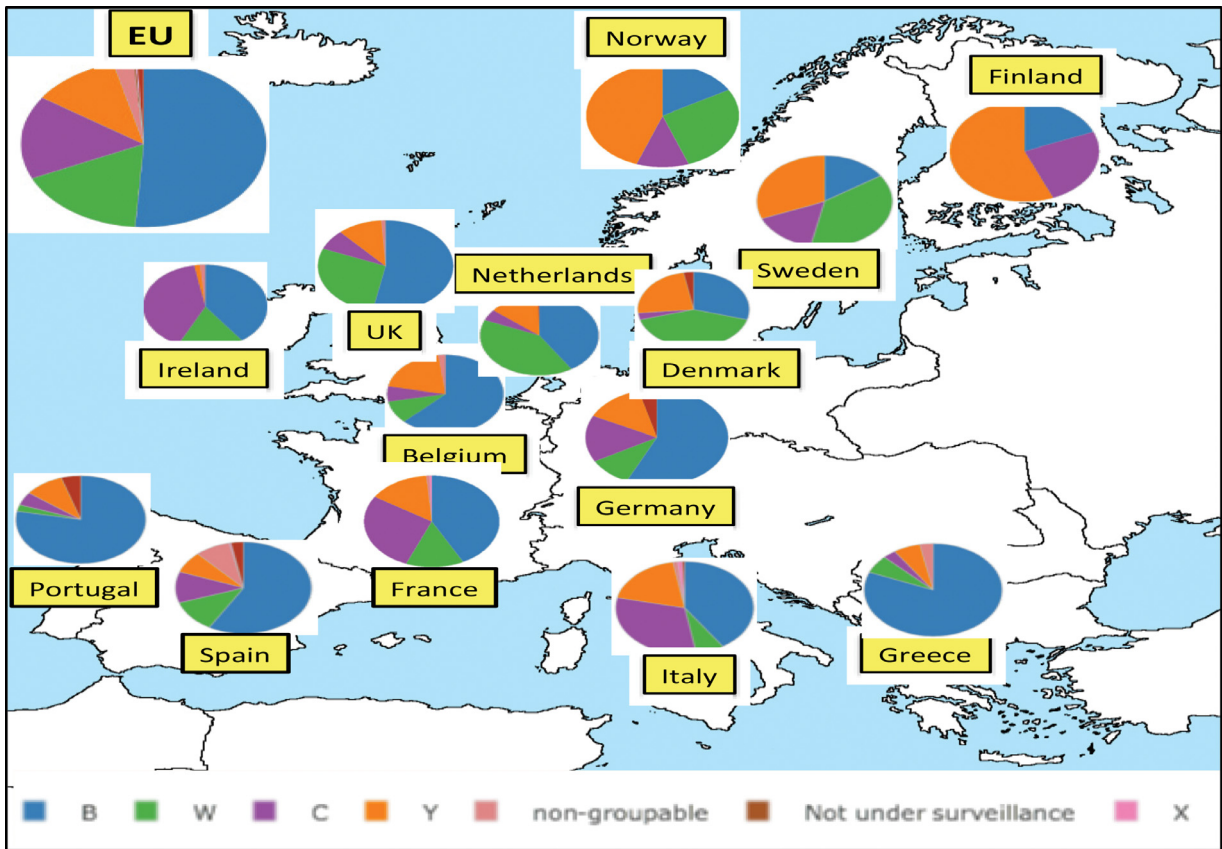 EU
Norway
Finland
Netherlands
Sweden
UK
Ireland
Denmark
Belgium
Germany
Portugal
France
Spain
Italy
Greece
B W C Y non-groupable Not under surveillance X